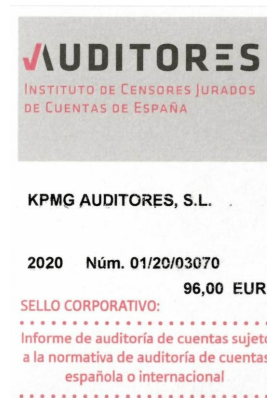 AUDITORES
INSTITUTO DE CENSORES JURADOS
DE CUENTAS DE ESPAÑA
KPMG AUDITORES, S.L.
2020 Núm. 01/20/03070
96,00 EUR
SELLO CORPORATIVO:
Informe de auditoría de cuentas sujeto
a la normativa de auditoría de cuentas
española o internacional